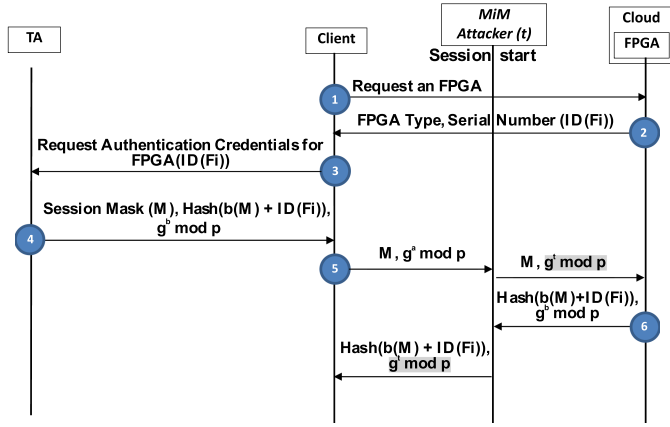 TA
Client
MiM
Attacker (t)
Cloud
FPGA
Session start
Request an FPGA
1
FPGA Type, Serial Number (ID(Fi))
2
Request Authentication Credentials for
FPGA(ID(Fi))
3
Session Mask (M), Hash(b(M) + ID(Fi)),
g^b mod p
4
5
M, g^a mod p
M, g^t mod p
Hash(b(M)+ID(Fi)),
g^b mod p
6
Hash(b(M) + ID(Fi)),
g^t mod p